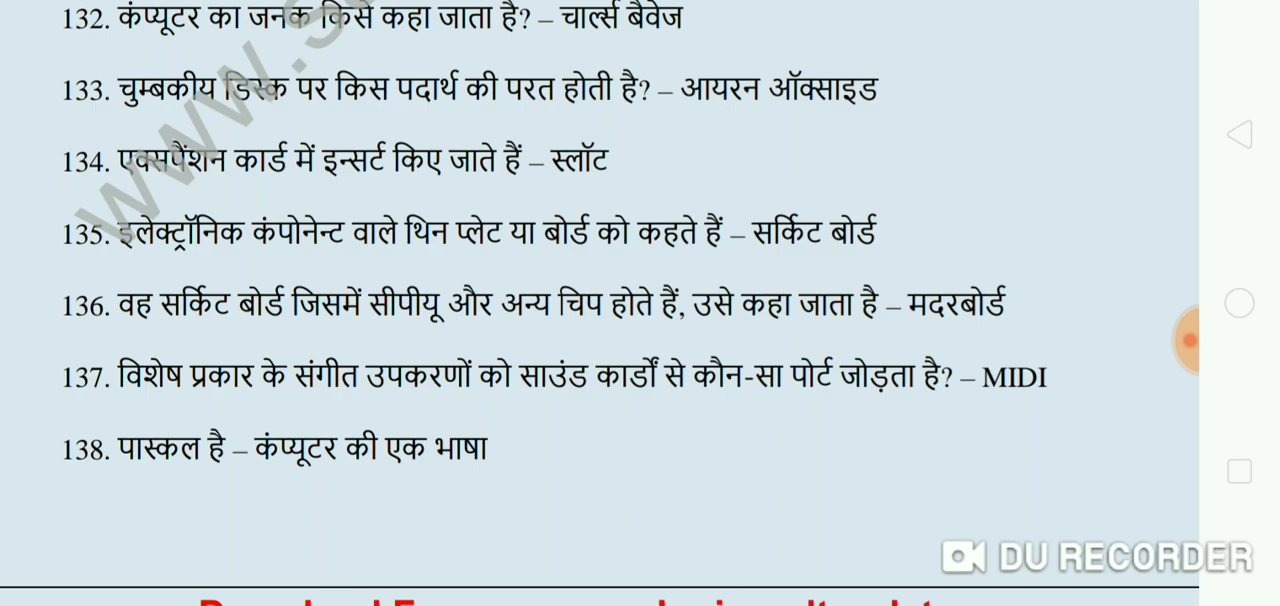 132. कंप्यूटर का जनक किसे कहा जाता है? – चार्ल्स बैवेज
133. चुम्बकीय डिस्क पर किस पदार्थ की परत होती है? – आयरन ऑक्साइड
134. एक्सपैंशन कार्ड में इन्सर्ट किए जाते हैं – स्लॉट
135. इलेक्ट्रॉनिक कंपोनेन्ट वाले थिन प्लेट या बोर्ड को कहते हैं – सर्किट बोर्ड
136. वह सर्किट बोर्ड जिसमें सीपीयू और अन्य चिप होते हैं, उसे कहा जाता है – मदरबोर्ड
137. विशेष प्रकार के संगीत उपकरणों को साउंड कार्डों से कौन-सा पोर्ट जोड़ता है? – MIDI
138. पास्कल है – कंप्यूटर की एक भाषा
DU RECORDER